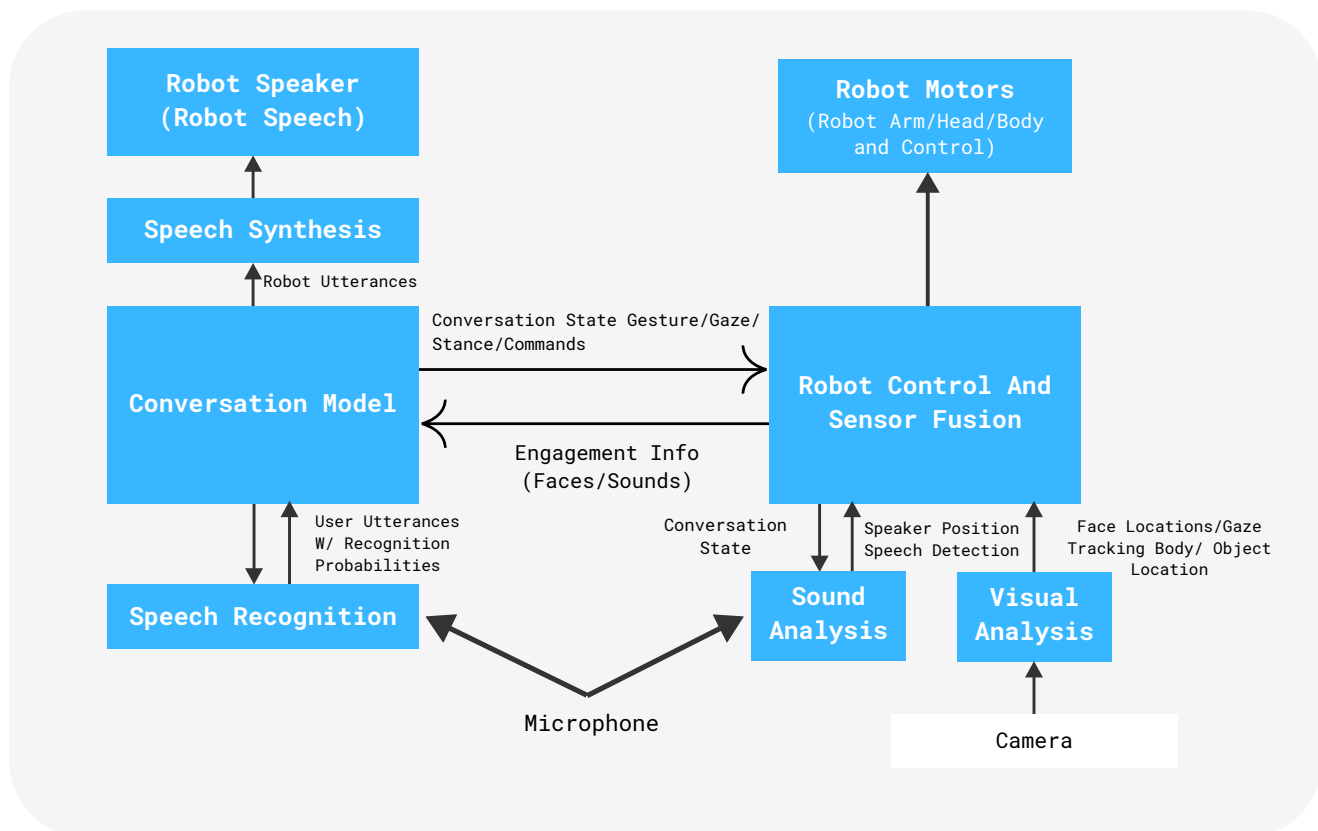 Robot Speaker
(Robot Speech)
Robot Motors
(Robot Arm/Head/Body
and Control)
Speech Synthesis
Robot Utterances
Conversation State Gesture/Gaze/
Stance/Commands
Conversation Model
Robot Control And
Sensor Fusion
Engagement Info
(Faces/Sounds)
User Utterances
W/ Recognition
Probabilities
Conversation
State
Speaker Position
Speech Detection
Face Locations/Gaze
Tracking Body/ Object
Location
Speech Recognition
Sound
Analysis
Visual
Analysis
Microphone
Camera